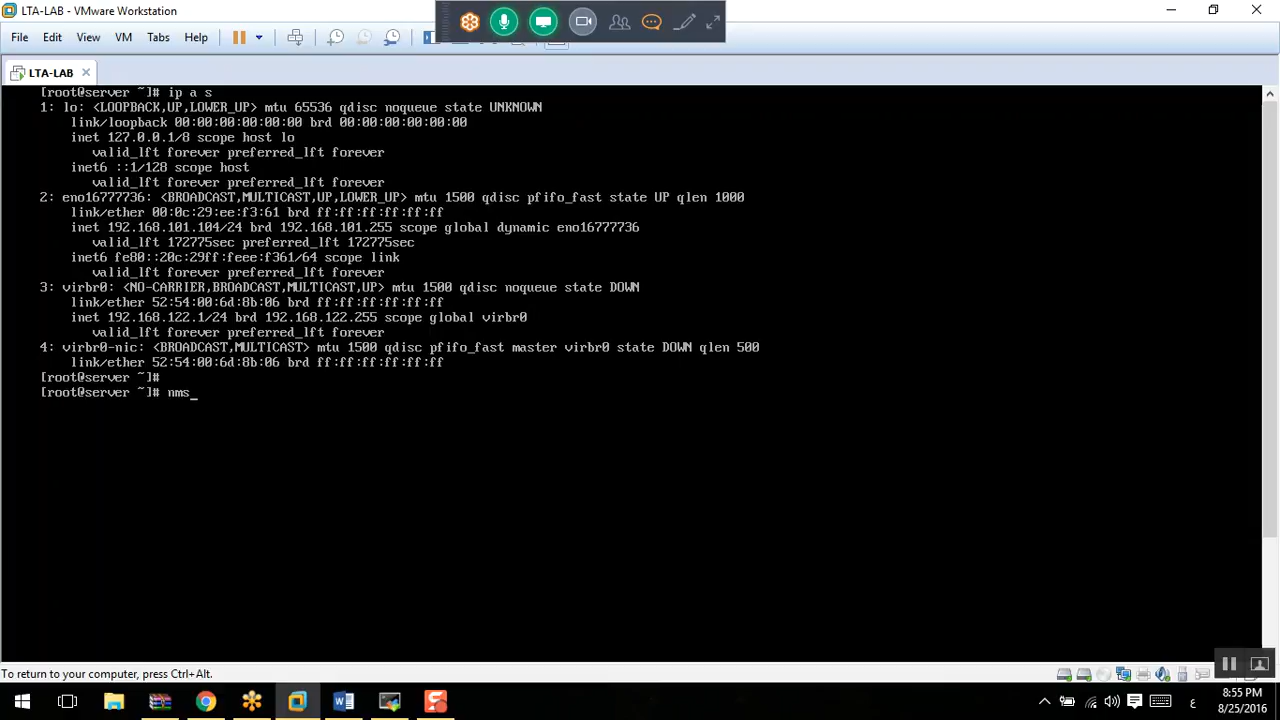 LTA-LAB - VMware Workstation
File Edit View VM Tabs Help
LTA-LAB
[root@server ~]# ip a s
1: lo: <LOOPBACK,UP,LOWER_UP> mtu 65536 qdisc noqueue state UNKNOWN
link/loopback 00:00:00:00:00:00 brd 00:00:00:00:00:00
inet 127.0.0.1/8 scope host lo
valid_lft forever preferred_lft forever
inet6 ::1/128 scope host
valid_lft forever preferred_lft forever
2: eno16777736: <BROADCAST,MULTICAST,UP,LOWER_UP> mtu 1500 qdisc pfifo_fast state UP qlen 1000
link/ether 00:0c:29:ee:f3:61 brd ff:ff:ff:ff:ff:ff
inet 192.168.101.104/24 brd 192.168.101.255 scope global dynamic eno16777736
valid_lft 172775sec preferred_lft 172775sec
inet6 fe80::20c:29ff:feee:f361/64 scope link
valid_lft forever preferred_lft forever
3: virbr0: <NO-CARRIER,BROADCAST,MULTICAST,UP> mtu 1500 qdisc noqueue state DOWN
link/ether 52:54:00:6d:8b:06 brd ff:ff:ff:ff:ff:ff
inet 192.168.122.1/24 brd 192.168.122.255 scope global virbr0
valid_lft forever preferred_lft forever
4: virbr0-nic: <BROADCAST,MULTICAST> mtu 1500 qdisc pfifo_fast master virbr0 state DOWN qlen 500
link/ether 52:54:00:6d:8b:06 brd ff:ff:ff:ff:ff:ff
[root@server ~]#
[root@server ~]# nms_
To return to your computer, press Ctrl+Alt.
ع
8:55 PM
8/25/2016